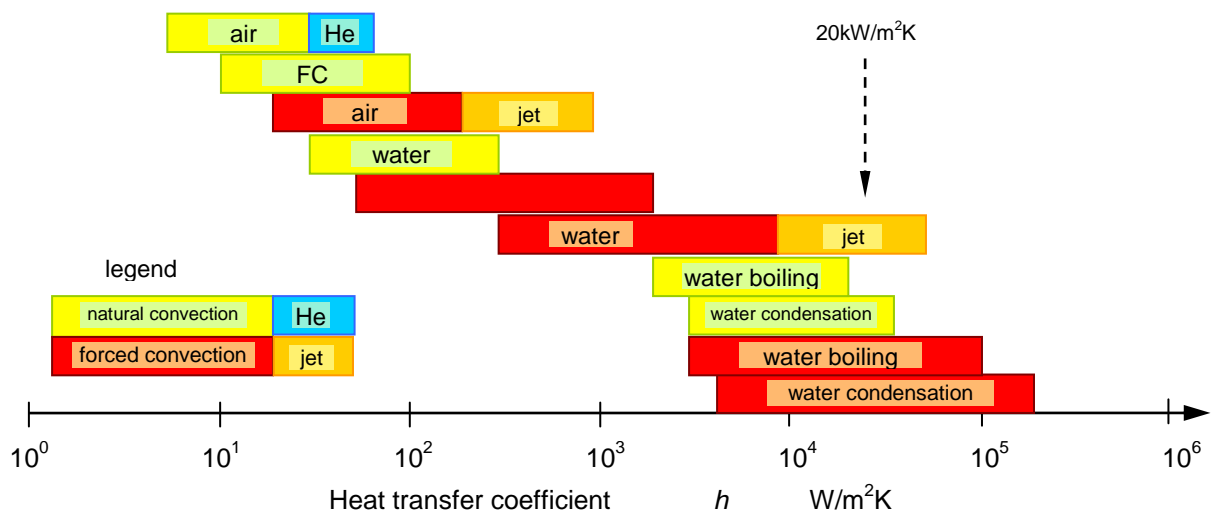 air He
20kW/m²K
FC
air jet
water
water jet
water boiling
legend
natural convection He
water condensation
forced convection jet
water boiling
water condensation
10⁰ 10¹ 10² 10³ 10⁴ 10⁵ 10⁶
Heat transfer coefficient h W/m²K